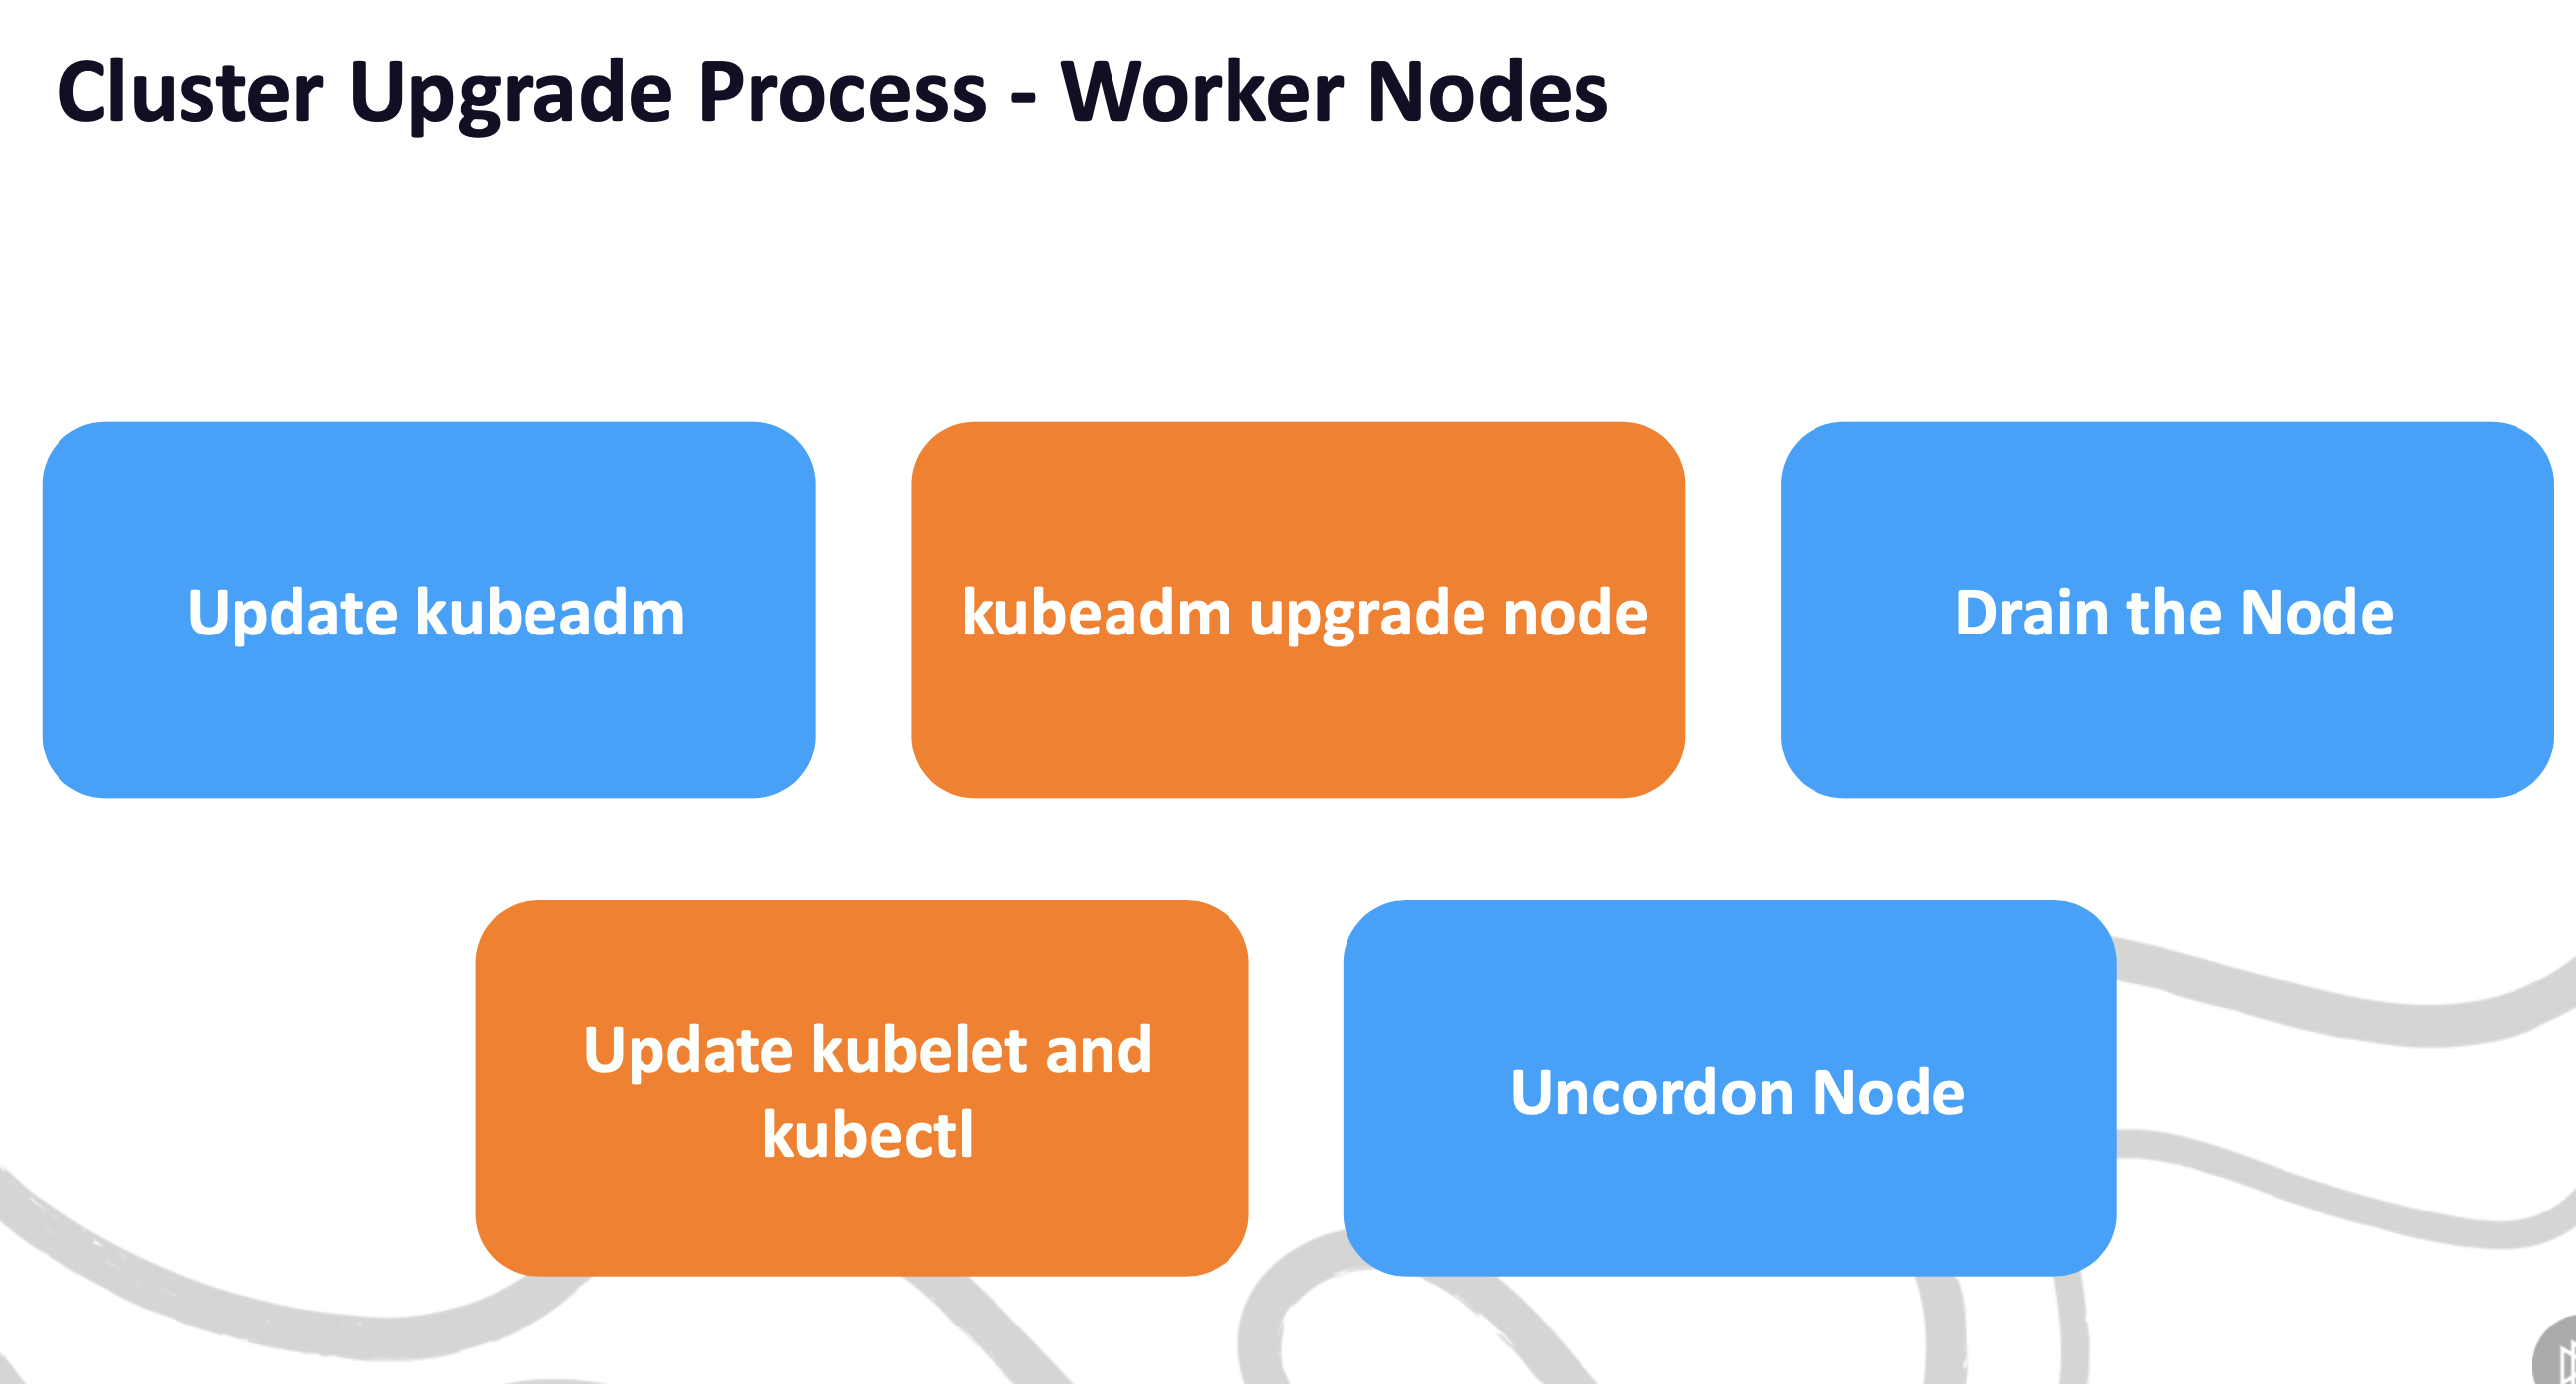 Cluster Upgrade Process - Worker Nodes
Update kubeadm
kubeadm upgrade node
Drain the Node
Update kubelet and
kubectl
Uncordon Node